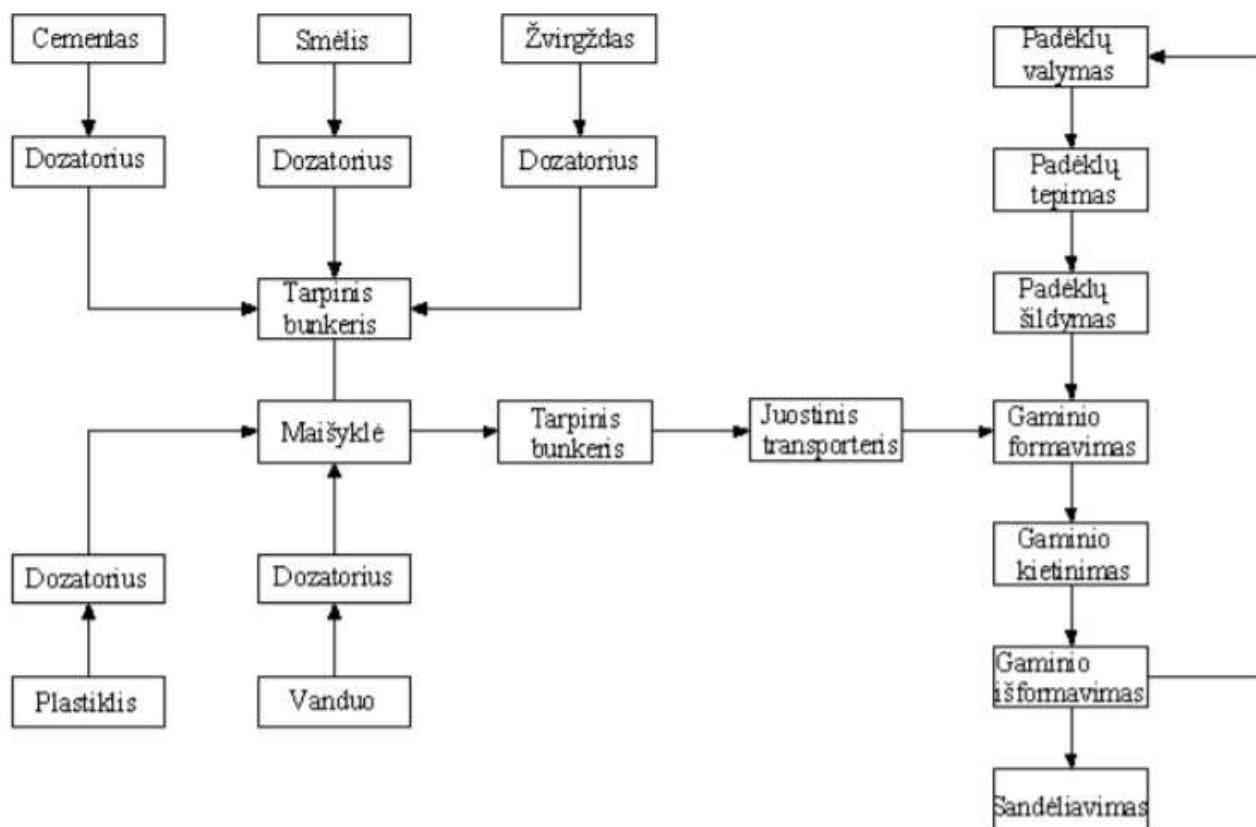 Cementas
Smėlis
Žvirgždas
Padėklų
valymas
Dozatorius
Dozatorius
Dozatorius
Padėklų
tepimas
Tarpinis
bunkeris
Padėklų
šildymas
Maišyklė
Tarpinis
bunkeris
Juostinis
transporteris
Gaminio
formavimas
Dozatorius
Dozatorius
Gaminio
kietinimas
Plastiklis
Vanduo
Gaminio
išformavimas
Sandėliavimas